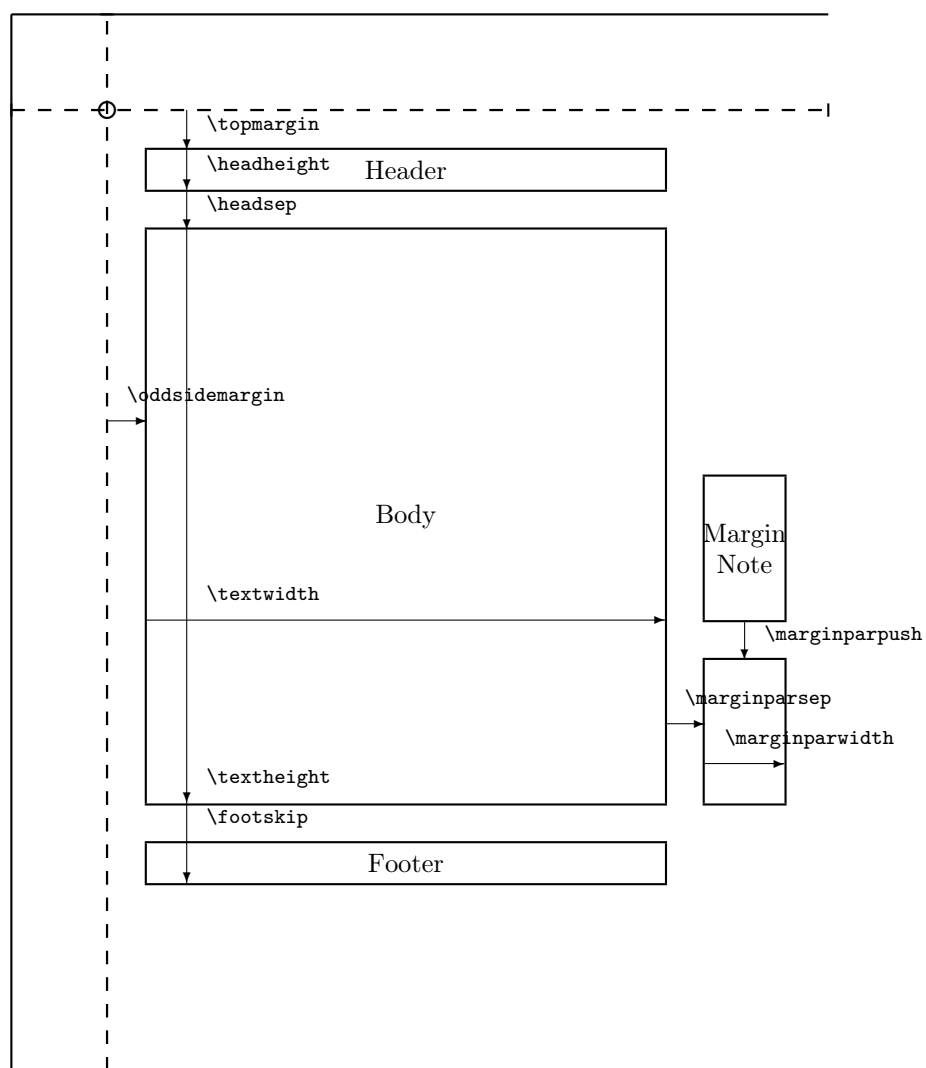 \topmargin
\headheight
Header
\headsep
\oddsidemargin
Body
Margin
Note
\textwidth
\marginparpush
\marginparsep
\marginparwidth
\textheight
\footskip
Footer